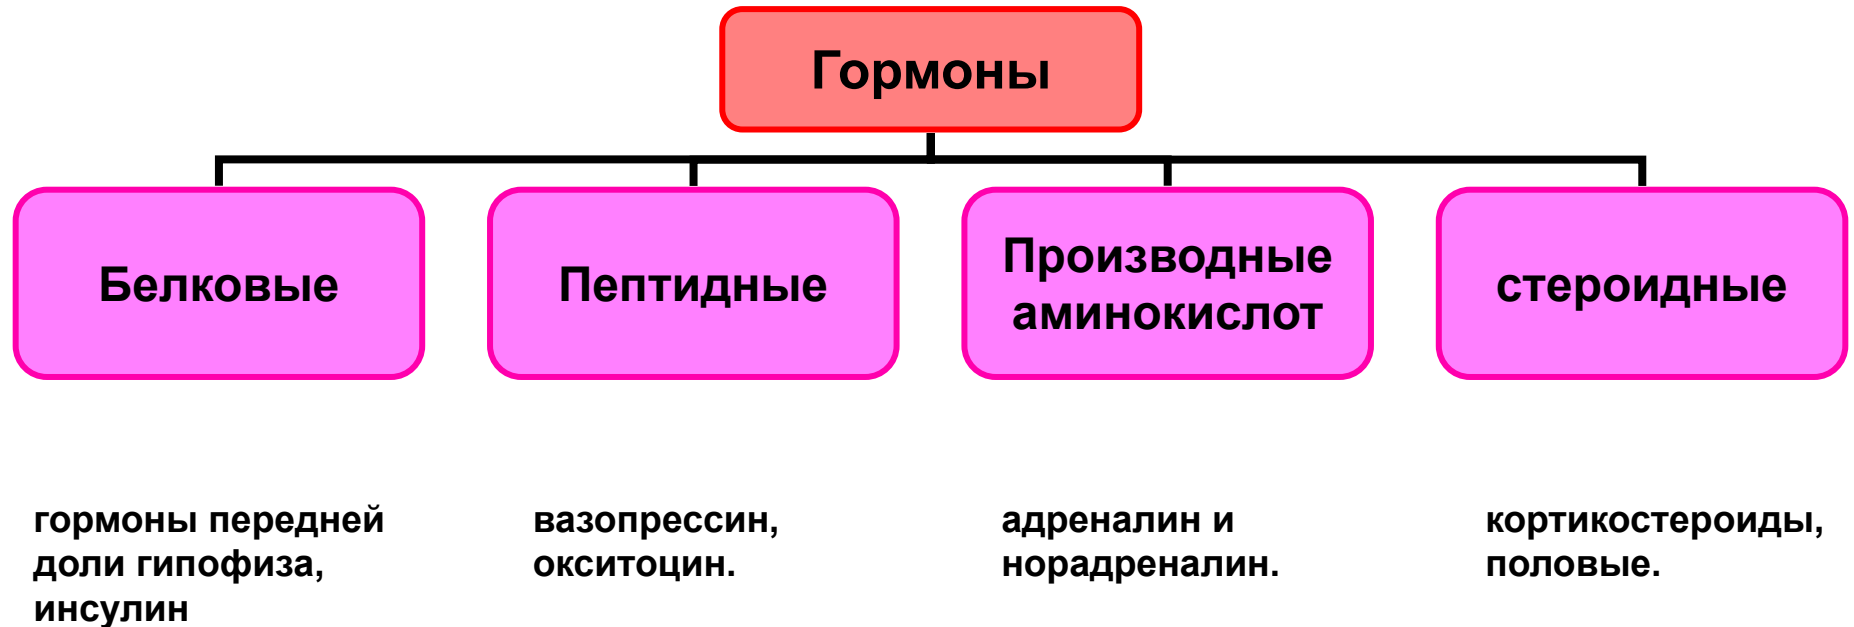 Гормоны
Белковые
Пептидные
Производные
аминокислот
стероидные
гормоны передней
доли гипофиза,
инсулин
вазопрессин,
окситоцин.
адреналин и
норадреналин.
кортикостероиды,
половые.